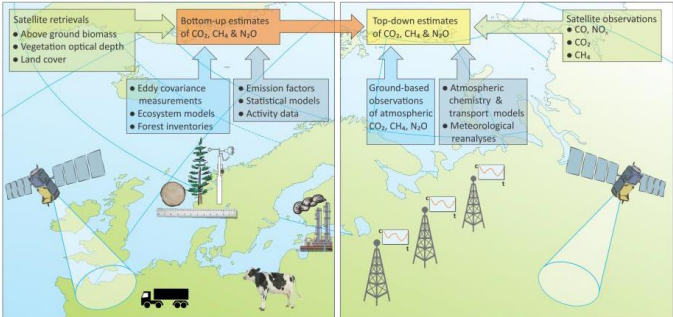 Satellite retrievals
● Above ground biomass
● Vegetation optical depth
● Land cover
Bottom-up estimates
of CO₂, CH₄ & N₂O
● Eddy covariance
measurements
● Ecosystem models
● Forest inventories
● Emission factors
● Statistical models
● Activity data
Top-down estimates
of CO₂, CH₄ & N₂O
Satellite observations
● CO, NOₓ
● CO₂
● CH₄
Ground-based
observations
of atmospheric
CO₂, CH₄, N₂O
● Atmospheric
chemistry &
transport models
● Meteorological
reanalyses
c
t
c
t
c
t